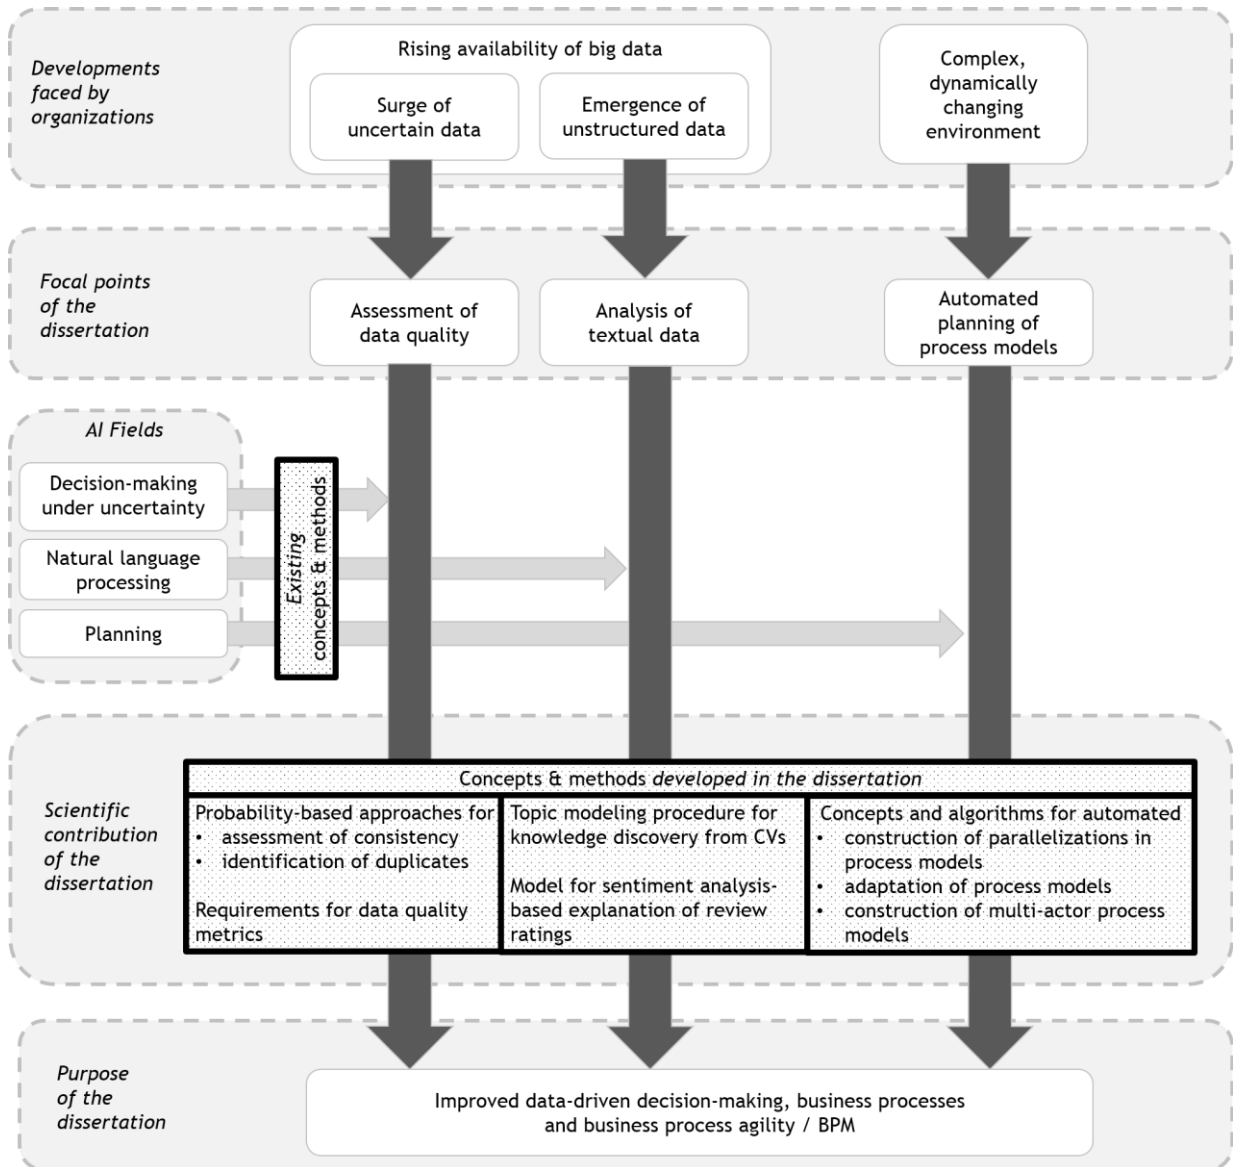 Developments
faced by
organizations
Rising availability of big data
Surge of
uncertain data
Emergence of
unstructured data
Complex,
dynamically
changing
environment
Focal points
of the
dissertation
Assessment of
data quality
Analysis of
textual data
Automated
planning of
process models
AI Fields
Decision-making
under uncertainty
Natural language
processing
Planning
Existing
concepts & methods
Scientific
contribution
of the
dissertation
Concepts & methods developed in the dissertation
Probability-based approaches for
• assessment of consistency
• identification of duplicates
Requirements for data quality
metrics
Topic modeling procedure for
knowledge discovery from CVs
Model for sentiment analysis-
based explanation of review
ratings
Concepts and algorithms for automated
• construction of parallelizations in
process models
• adaptation of process models
• construction of multi-actor process
models
Purpose
of the
dissertation
Improved data-driven decision-making, business processes
and business process agility / BPM